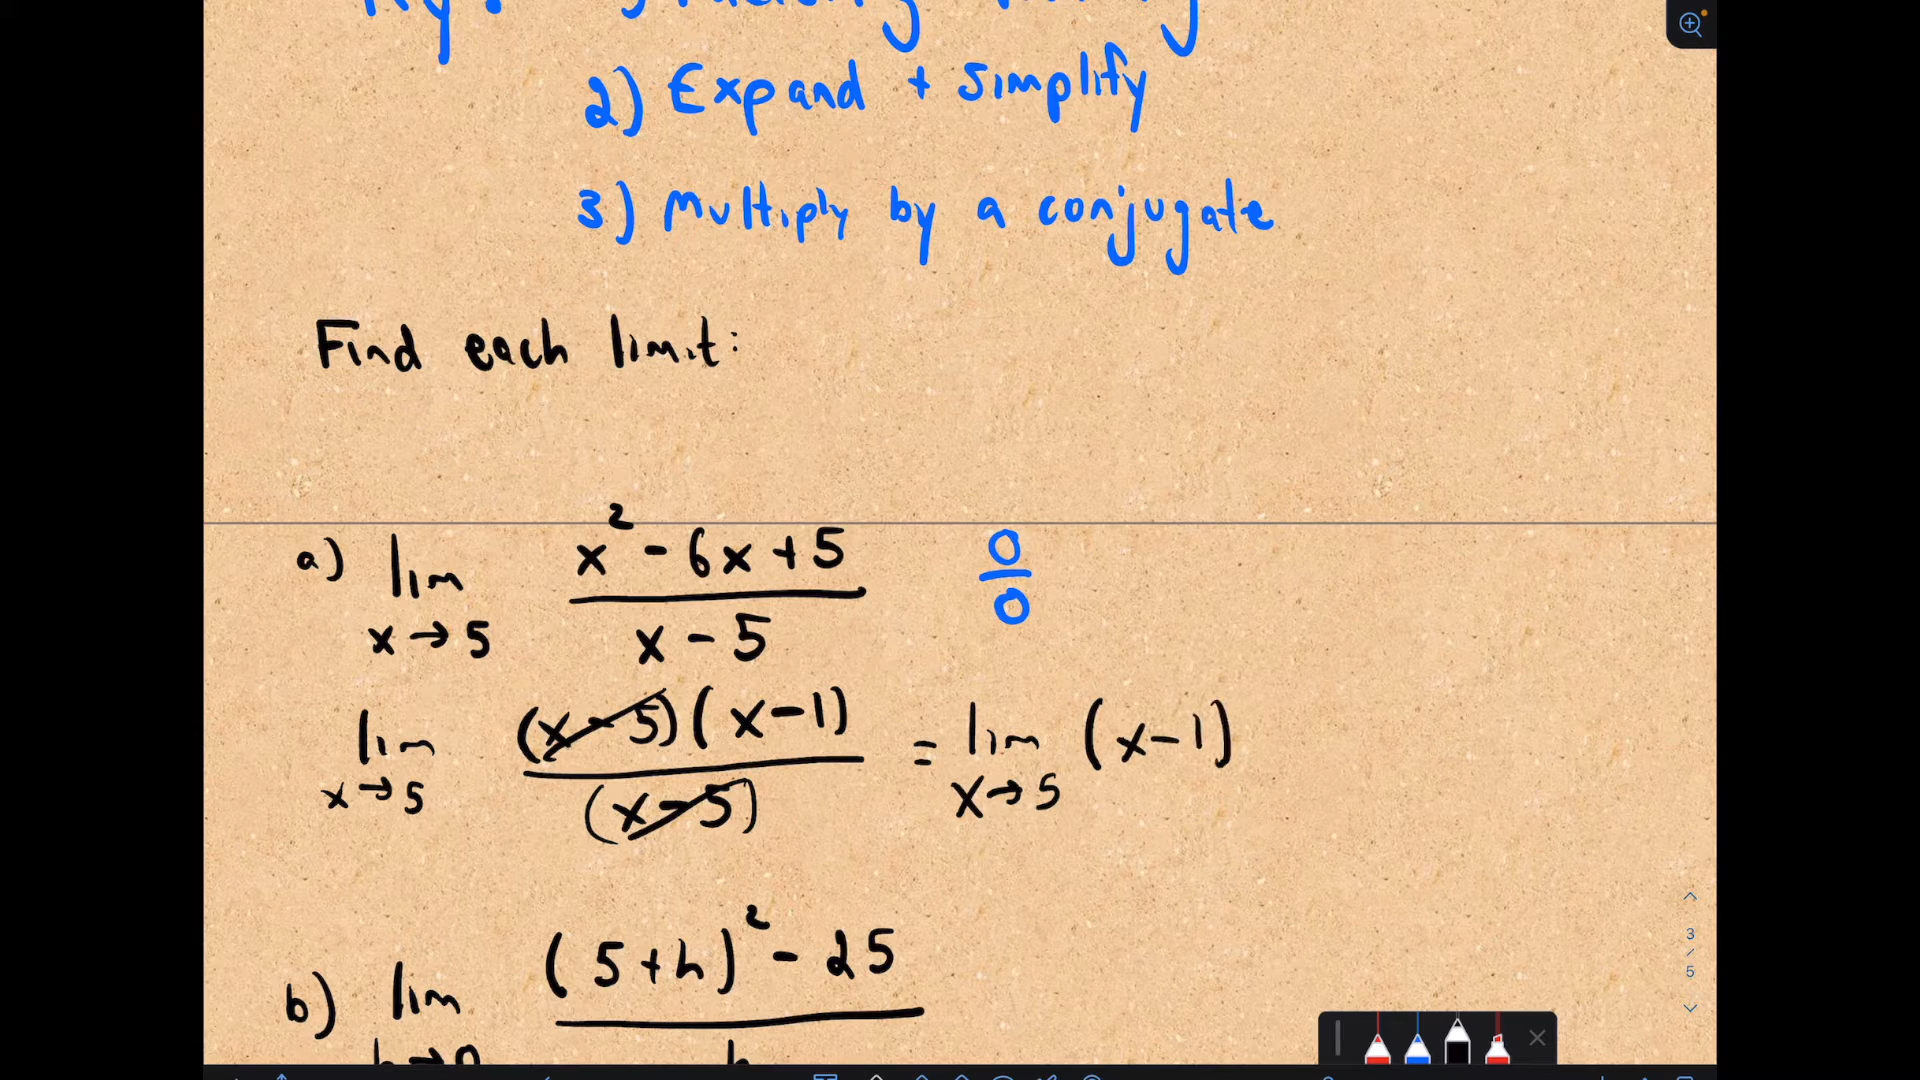 2) Expand + simplify
3) Multiply by a conjugate
Find each limit:
a) lim x→5 (x² - 6x + 5)/(x - 5) 0/0
lim x→5 (x-5)(x-1)/(x-5) = lim x→5 (x-1)
b) lim (5+h)² - 25
3
/
5